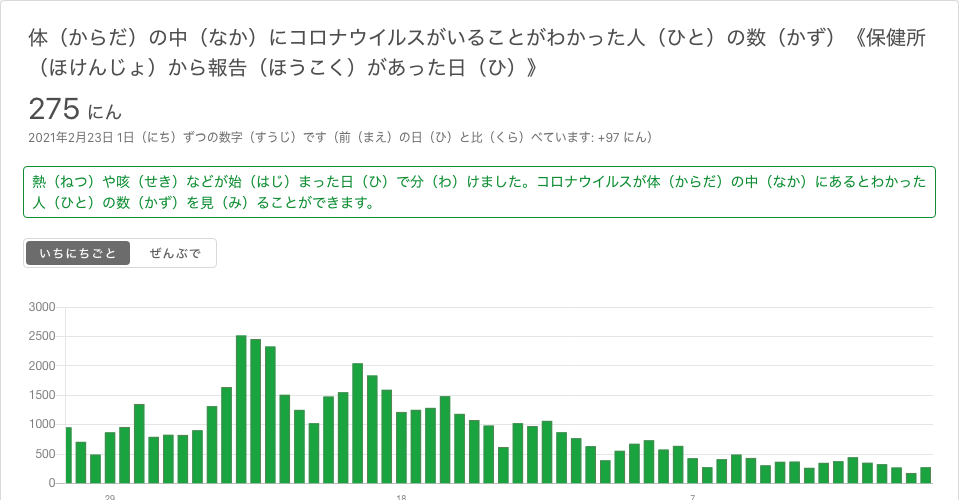 体（からだ）の中（なか）にコロナウイルスがいることがわかった人（ひと）の数（かず）《保健所
（ほけんじょ）から報告（ほうこく）があった日（ひ）》
275 にん
2021年2月23日 1日（にち）ずつの数字（すうじ）です（前（まえ）の日（ひ）と比（くら）べています: +97 にん）
熱（ねつ）や咳（せき）などが始（はじ）まった日（ひ）で分（わ）けました。コロナウイルスが体（からだ）の中（なか）にあるとわかった
人（ひと）の数（かず）を見（み）ることができます。
いちにちごと ぜんぶで
3000
2500
2000
1500
1000
500
0
29 18 7